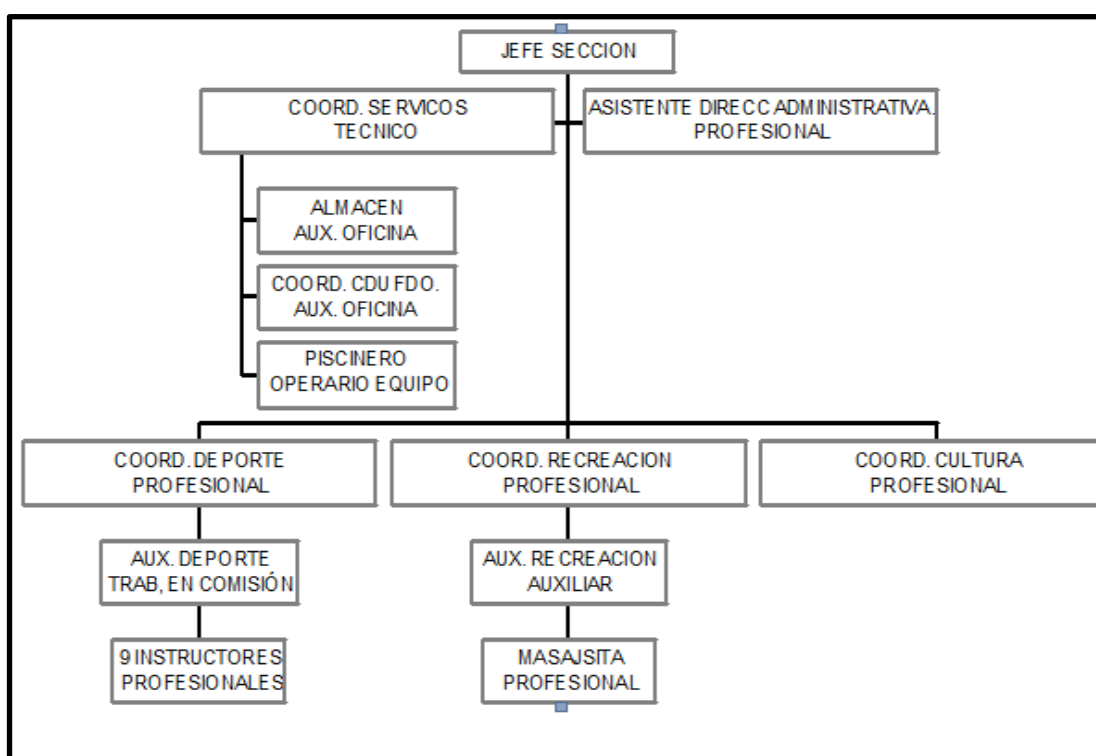 JEFE SECCION
COORD. SERVICOS
TECNICO
ASISTENTE DIRECC ADMINISTRATIVA.
PROFESIONAL
ALMACEN
AUX. OFICINA
COORD. CDU FDO.
AUX. OFICINA
PISCINERO
OPERARIO EQUIPO
COORD. DEPORTE
PROFESIONAL
COORD. RECREACION
PROFESIONAL
COORD. CULTURA
PROFESIONAL
AUX. DEPORTE
TRAB, EN COMISIÓN
AUX. RECREACION
AUXILIAR
9 INSTRUCTORES
PROFESIONALES
MASAJSITA
PROFESIONAL